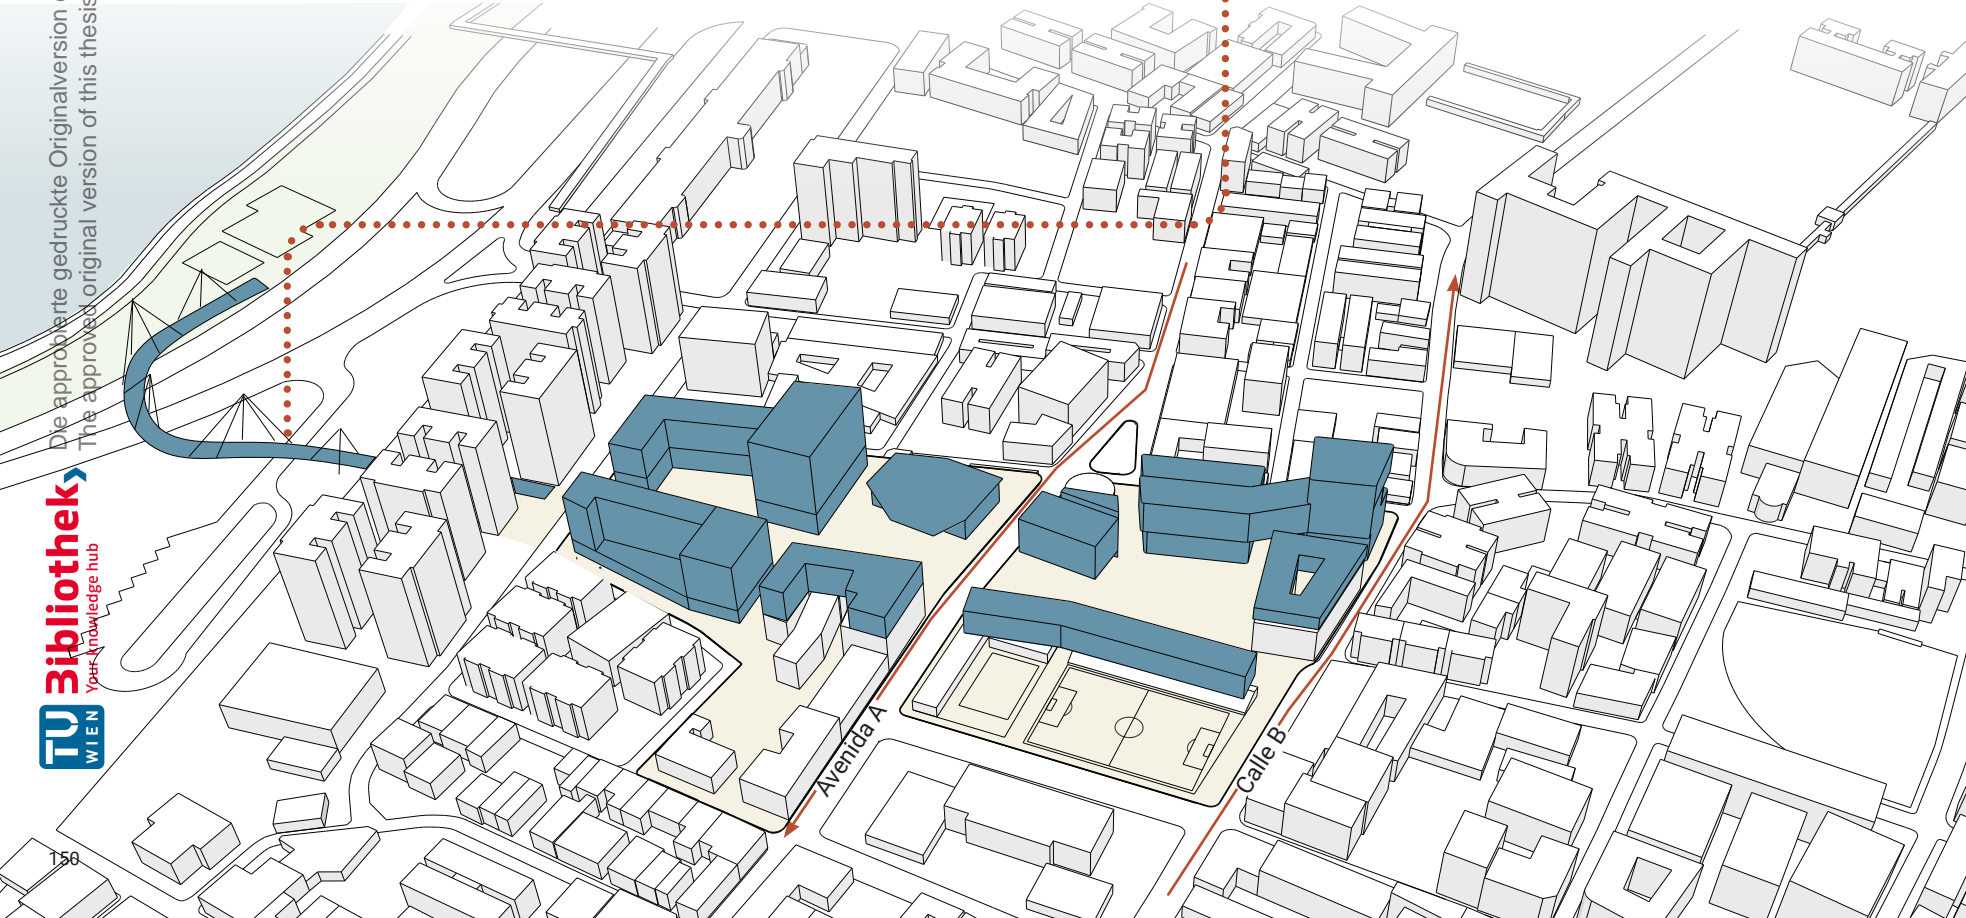 Die approbierte gedruckte Originalversion
The approved original version of this thesis
TU
WIEN
Bibliothek
Your knowledge hub
Avenida A
Calle B
150